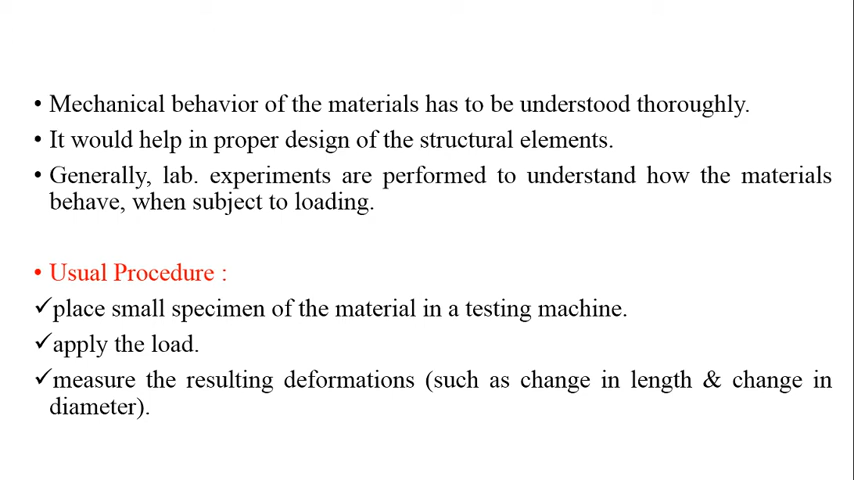 • Mechanical behavior of the materials has to be understood thoroughly.
• It would help in proper design of the structural elements.
• Generally, lab. experiments are performed to understand how the materials
behave, when subject to loading.
• Usual Procedure :
✓place small specimen of the material in a testing machine.
✓apply the load.
✓measure the resulting deformations (such as change in length & change in
diameter).